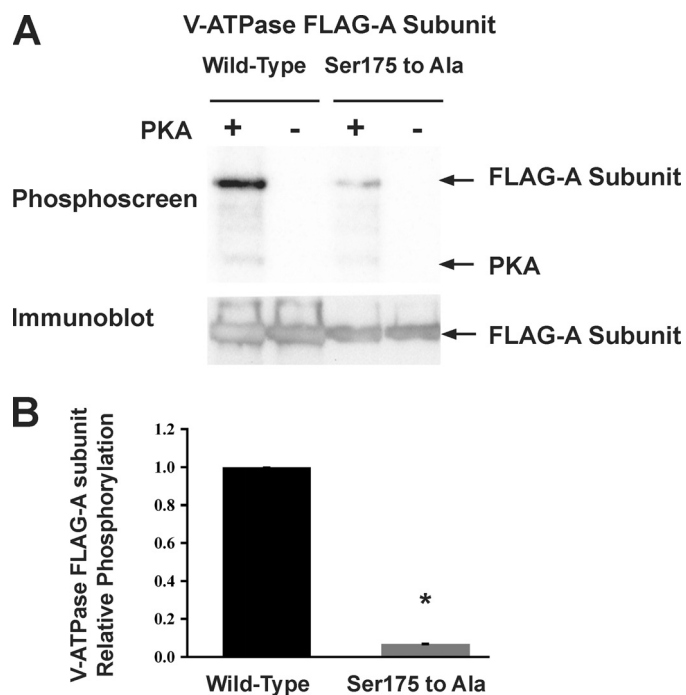 A
V-ATPase FLAG-A Subunit
Wild-Type Ser175 to Ala
PKA + - + -
Phosphoscreen
FLAG-A Subunit
PKA
Immunoblot
FLAG-A Subunit
B
V-ATPase FLAG-A subunit
Relative Phosphorylation
1.2
1.0
0.8
0.6
0.4
0.2
0.0
*
Wild-Type Ser175 to Ala